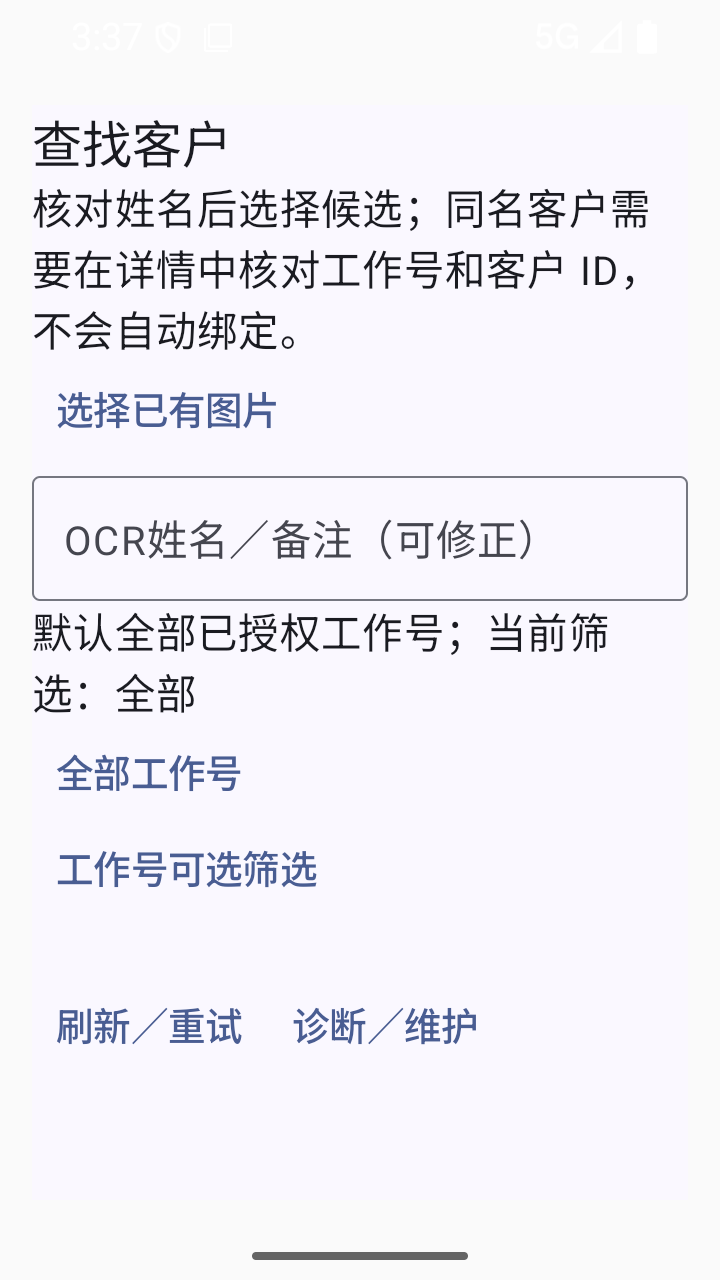 3:37 5G
查找客户
核对姓名后选择候选；同名客户需
要在详情中核对工作号和客户 ID，
不会自动绑定。
选择已有图片
OCR姓名／备注（可修正）
默认全部已授权工作号；当前筛
选：全部
全部工作号
工作号可选筛选
刷新／重试 诊断／维护